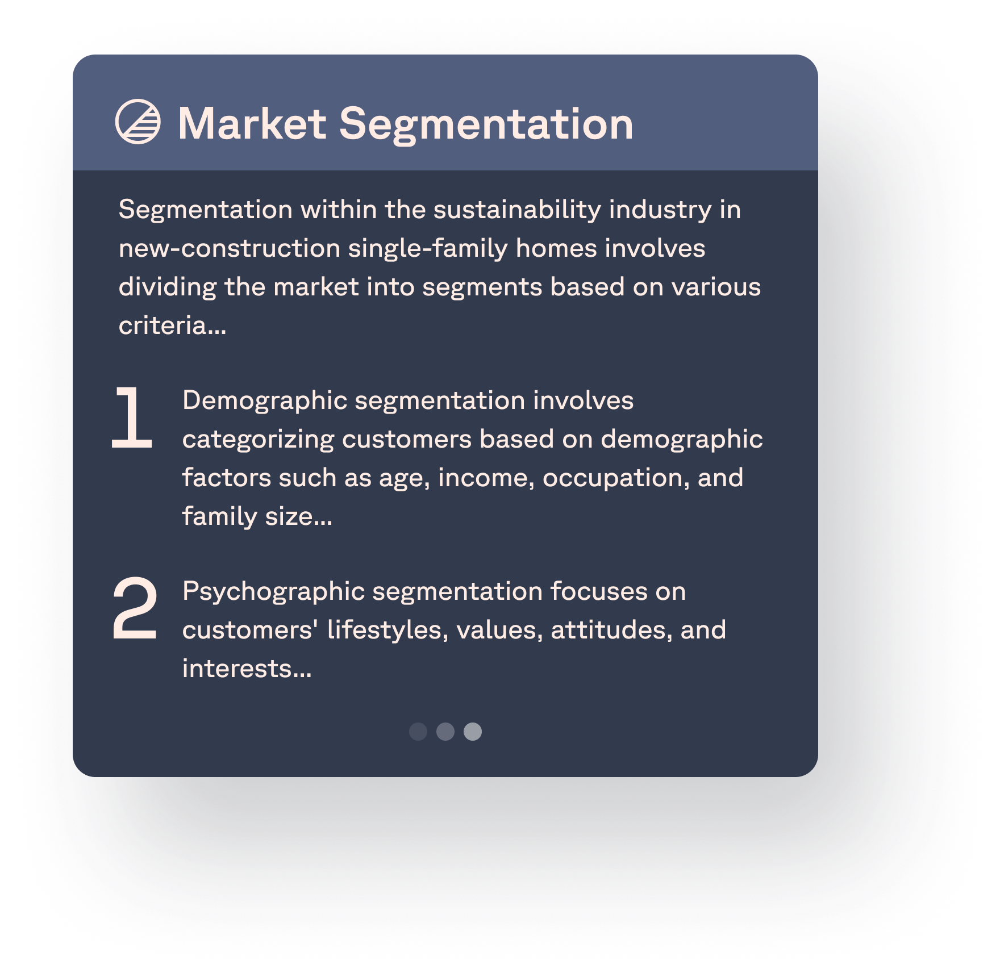 Market Segmentation
Segmentation within the sustainability industry in
new-construction single-family homes involves
dividing the market into segments based on various
criteria...
1
Demographic segmentation involves
categorizing customers based on demographic
factors such as age, income, occupation, and
family size...
2
Psychographic segmentation focuses on
customers' lifestyles, values, attitudes, and
interests...